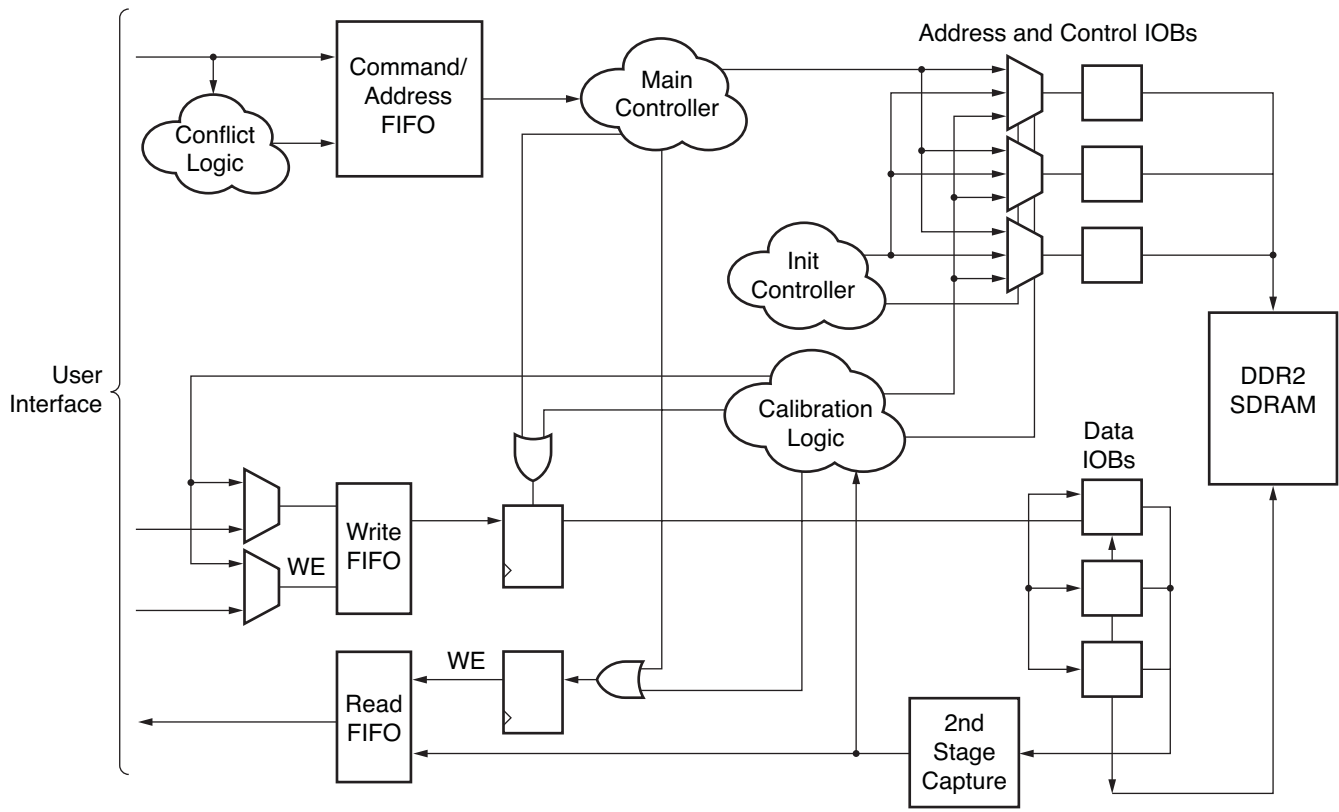 Address and Control IOBs
Command/
Address
FIFO
Main
Controller
Conflict
Logic
Init
Controller
User
Interface
DDR2
SDRAM
Calibration
Logic
Data
IOBs
Write
FIFO
WE
WE
Read
FIFO
2nd
Stage
Capture